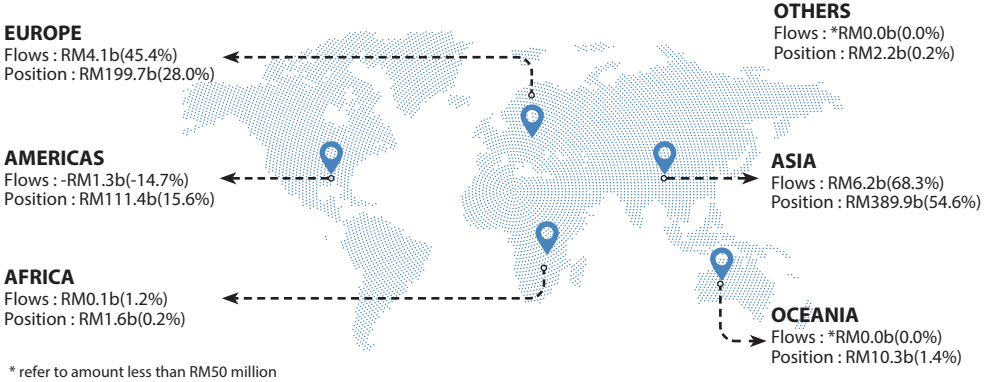 EUROPE
Flows : RM4.1b(45.4%)
Position : RM199.7b(28.0%)
OTHERS
Flows : *RM0.0b(0.0%)
Position : RM2.2b(0.2%)
AMERICAS
Flows : -RM1.3b(-14.7%)
Position : RM111.4b(15.6%)
ASIA
Flows : RM6.2b(68.3%)
Position : RM389.9b(54.6%)
AFRICA
Flows : RM0.1b(1.2%)
Position : RM1.6b(0.2%)
OCEANIA
Flows : *RM0.0b(0.0%)
Position : RM10.3b(1.4%)
* refer to amount less than RM50 million